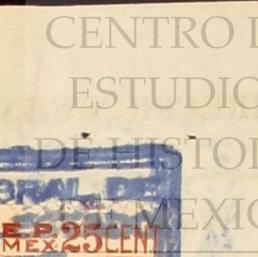 CENTRO
ESTUDIO
DE HISTO
DE MEXIC
ORAL DE
E.P.
MEX 25 CENT